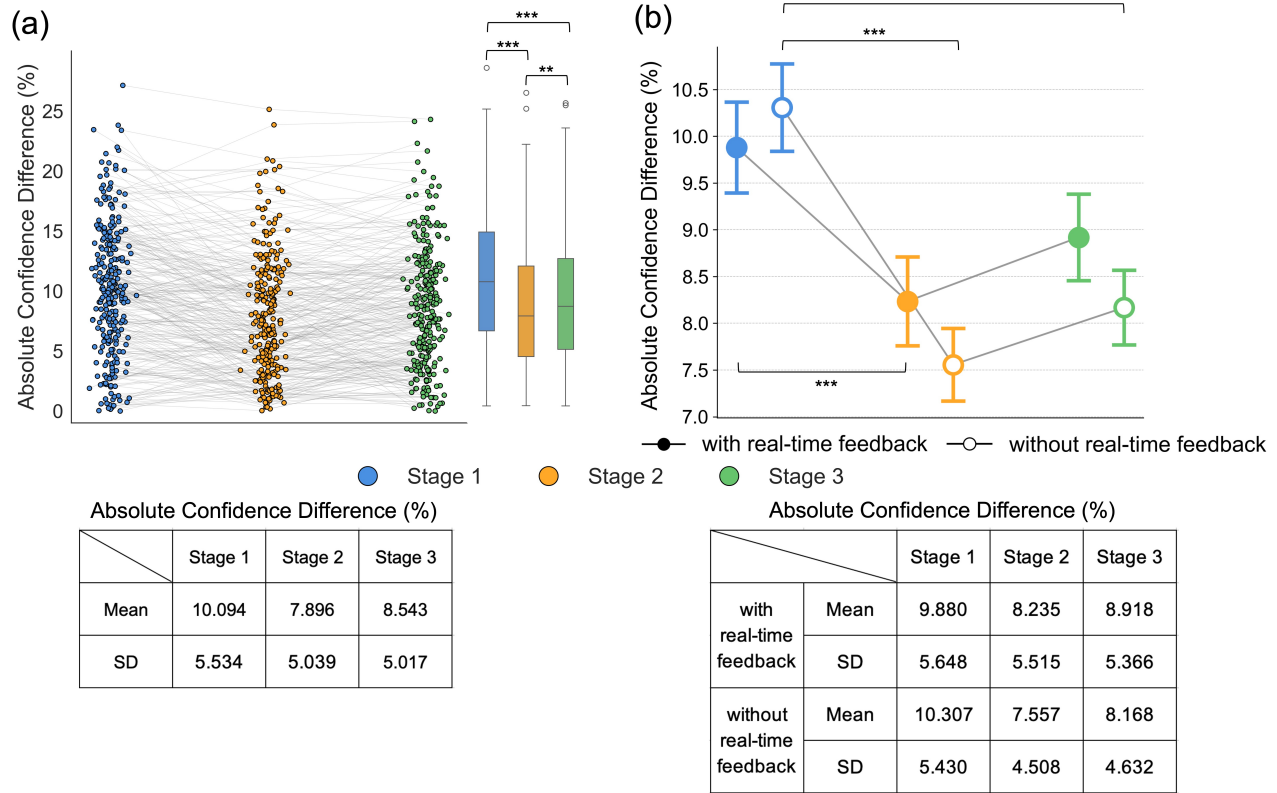 (a)
Absolute Confidence Difference (%)
25
20
15
10
5
0
***
***
**
(b)
Absolute Confidence Difference (%)
10.5
10.0
9.5
9.0
8.5
8.0
7.5
7.0
***
***
with real-time feedback
without real-time feedback
Stage 1
Stage 2
Stage 3
Absolute Confidence Difference (%)
Stage 1 Stage 2 Stage 3
Mean 10.094 7.896 8.543
SD 5.534 5.039 5.017
Absolute Confidence Difference (%)
Stage 1 Stage 2 Stage 3
with
real-time
feedback
Mean 9.880 8.235 8.918
SD 5.648 5.515 5.366
without
real-time
feedback
Mean 10.307 7.557 8.168
SD 5.430 4.508 4.632